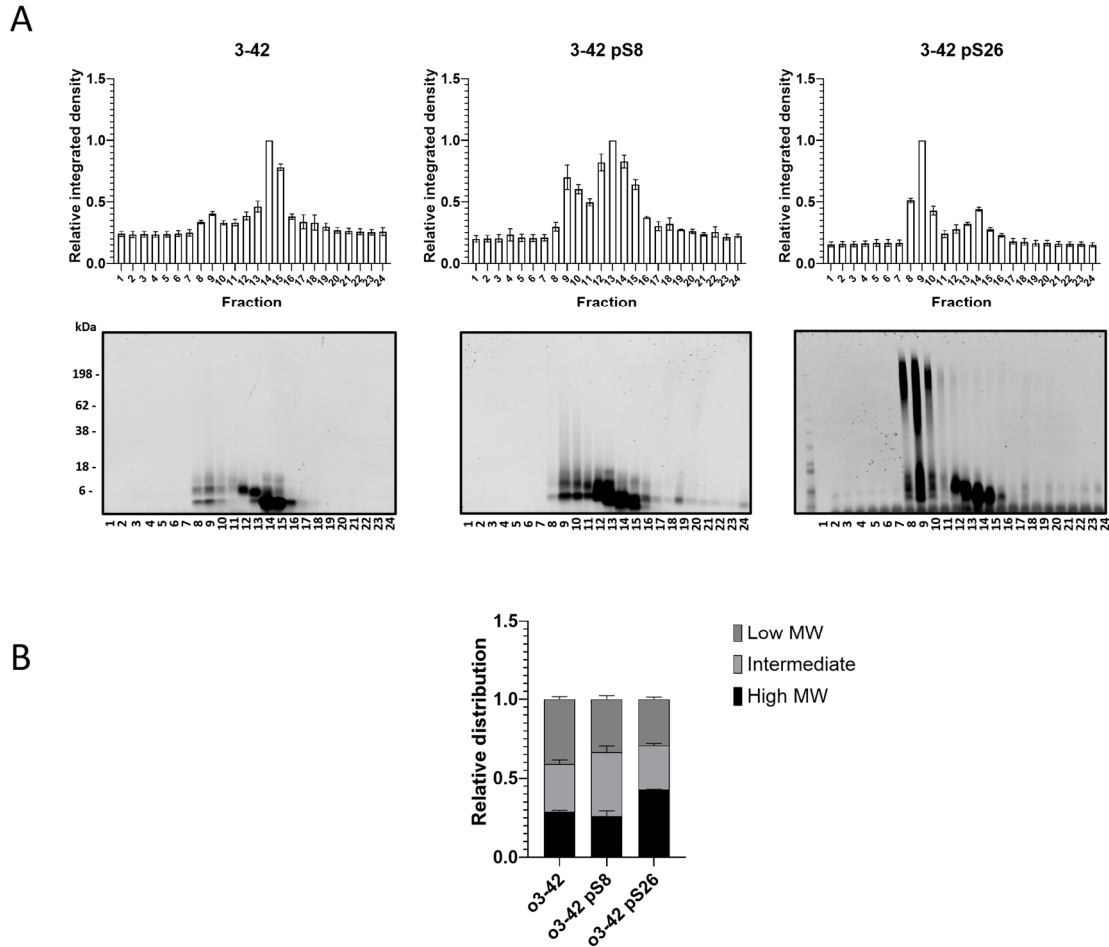 A
3-42
3-42 pS8
3-42 pS26
Relative integrated density
1.5
1.0
0.5
0.0
1 2 3 4 5 6 7 8 9 10 11 12 13 14 15 16 17 18 19 20 21 22 23 24
Fraction
Relative integrated density
1.5
1.0
0.5
0.0
1 2 3 4 5 6 7 8 9 10 11 12 13 14 15 16 17 18 19 20 21 22 23 24
Fraction
Relative integrated density
1.5
1.0
0.5
0.0
1 2 3 4 5 6 7 8 9 10 11 12 13 14 15 16 17 18 19 20 21 22 23 24
Fraction
kDa
198 -
62 -
38 -
18 -
6 -
1 2 3 4 5 6 7 8 9 10 11 12 13 14 15 16 17 18 19 20 21 22 23 24
1 2 3 4 5 6 7 8 9 10 11 12 13 14 15 16 17 18 19 20 21 22 23 24
1 2 3 4 5 6 7 8 9 10 11 12 13 14 15 16 17 18 19 20 21 22 23 24
B
Relative distribution
1.5
1.0
0.5
0.0
o3-42
o3-42 pS8
o3-42 pS26
Low MW
Intermediate
High MW